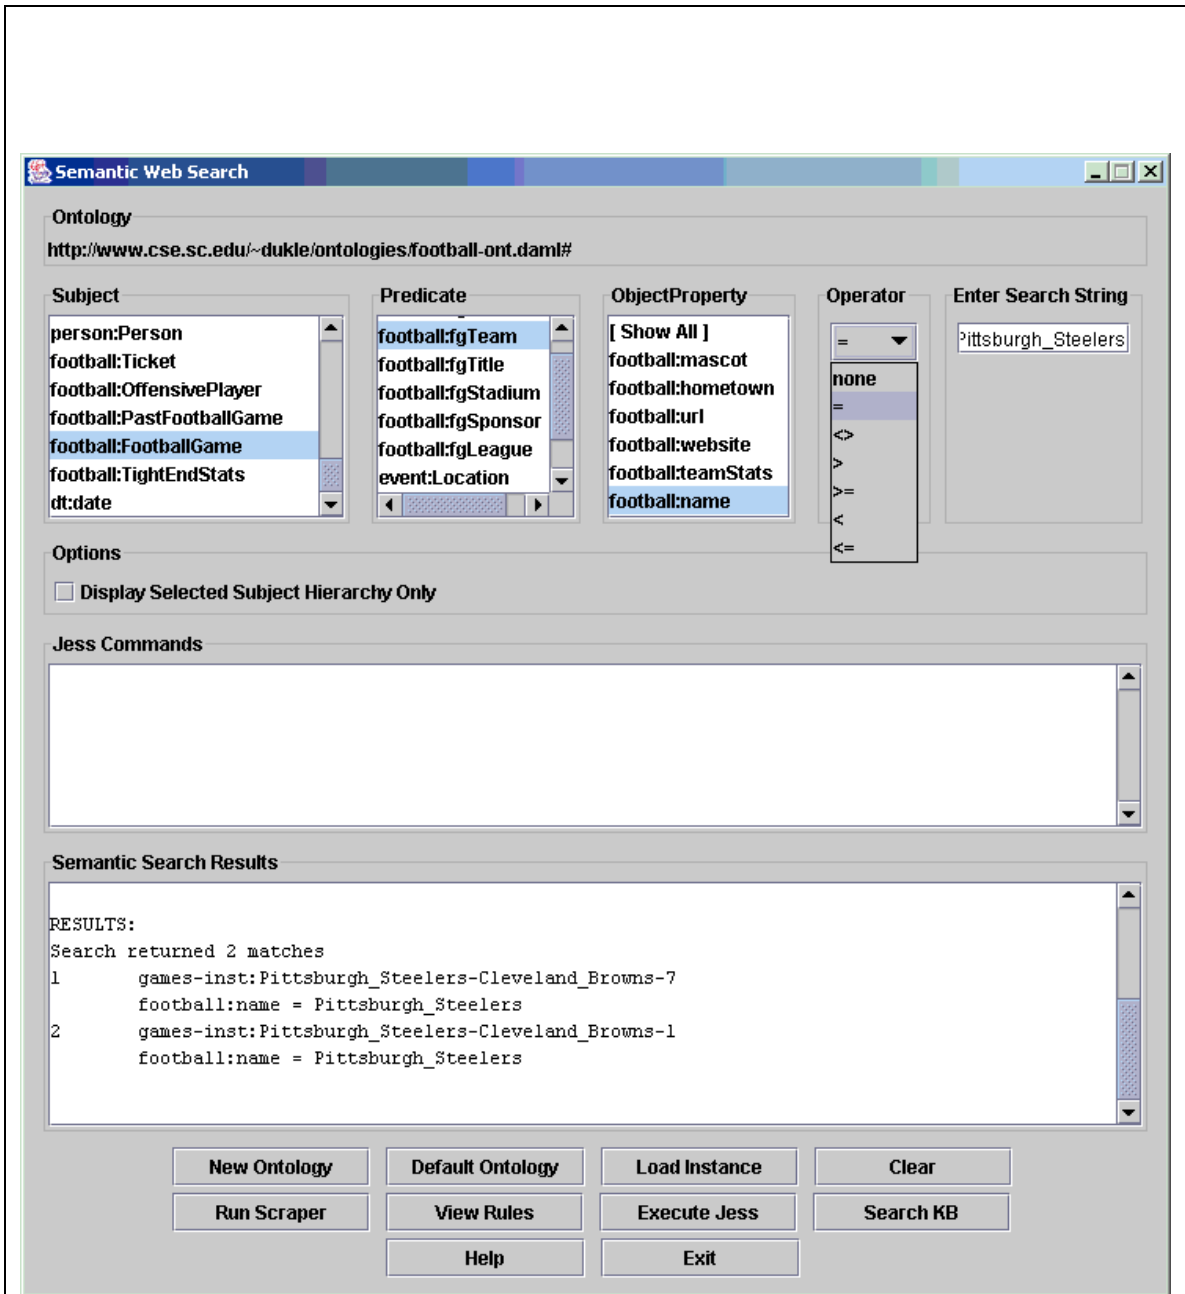 Semantic Web Search
Ontology
http://www.cse.sc.edu/~dukle/ontologies/football-ont.daml#
Subject
person:Person
football:Ticket
football:OffensivePlayer
football:PastFootballGame
football:FootballGame
football:TightEndStats
dt:date
Predicate
football:fgTeam
football:fgTitle
football:fgStadium
football:fgSponsor
football:fgLeague
event:Location
ObjectProperty
[ Show All ]
football:mascot
football:hometown
football:url
football:website
football:teamStats
football:name
Operator
=
none
=
<>
>
>=
<
<=
Enter Search String
Pittsburgh_Steelers
Options
Display Selected Subject Hierarchy Only
Jess Commands
Semantic Search Results
RESULTS:
Search returned 2 matches
1 games-inst:Pittsburgh_Steelers-Cleveland_Browns-7
football:name = Pittsburgh_Steelers
2 games-inst:Pittsburgh_Steelers-Cleveland_Browns-1
football:name = Pittsburgh_Steelers
New Ontology Default Ontology Load Instance Clear
Run Scraper View Rules Execute Jess Search KB
Help Exit